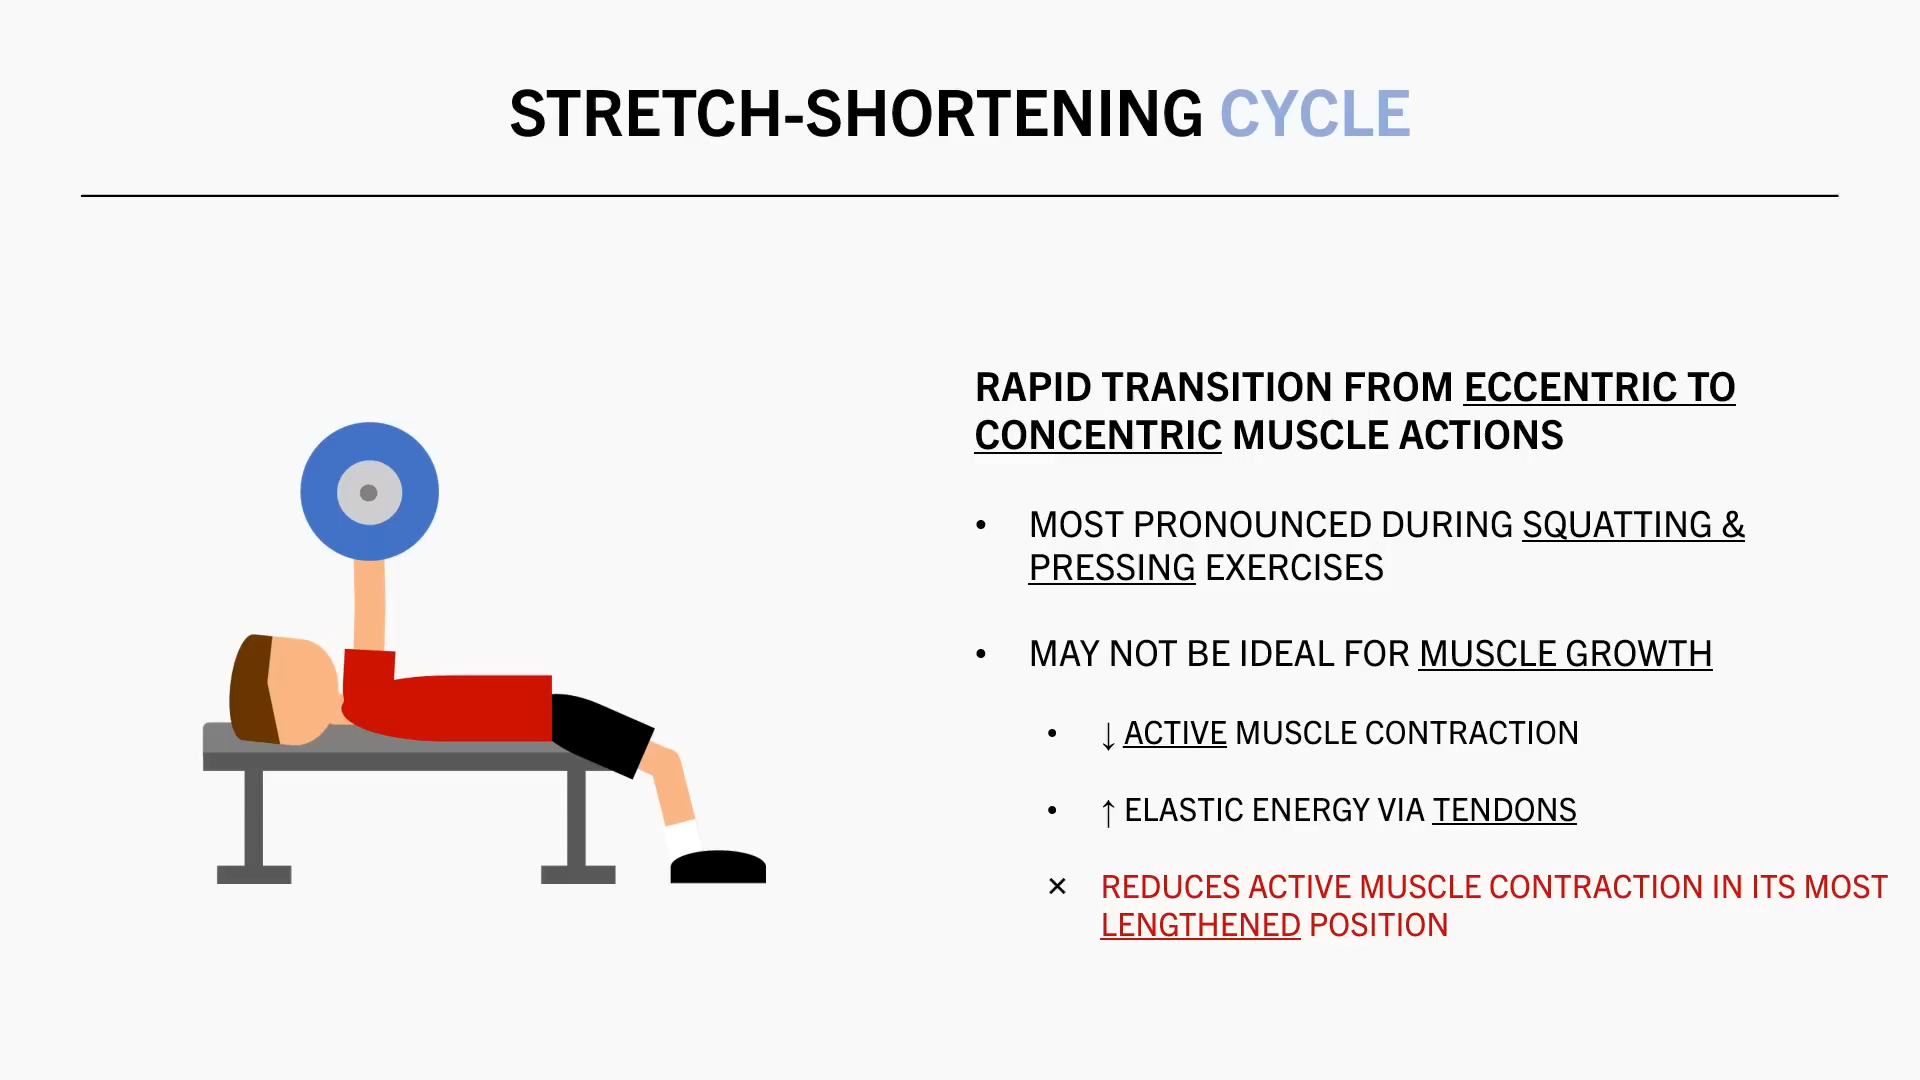 STRETCH-SHORTENING CYCLE
RAPID TRANSITION FROM ECCENTRIC TO
CONCENTRIC MUSCLE ACTIONS
• MOST PRONOUNCED DURING SQUATTING &
PRESSING EXERCISES
• MAY NOT BE IDEAL FOR MUSCLE GROWTH
• ↓ ACTIVE MUSCLE CONTRACTION
• ↑ ELASTIC ENERGY VIA TENDONS
× REDUCES ACTIVE MUSCLE CONTRACTION IN ITS MOST
LENGTHENED POSITION